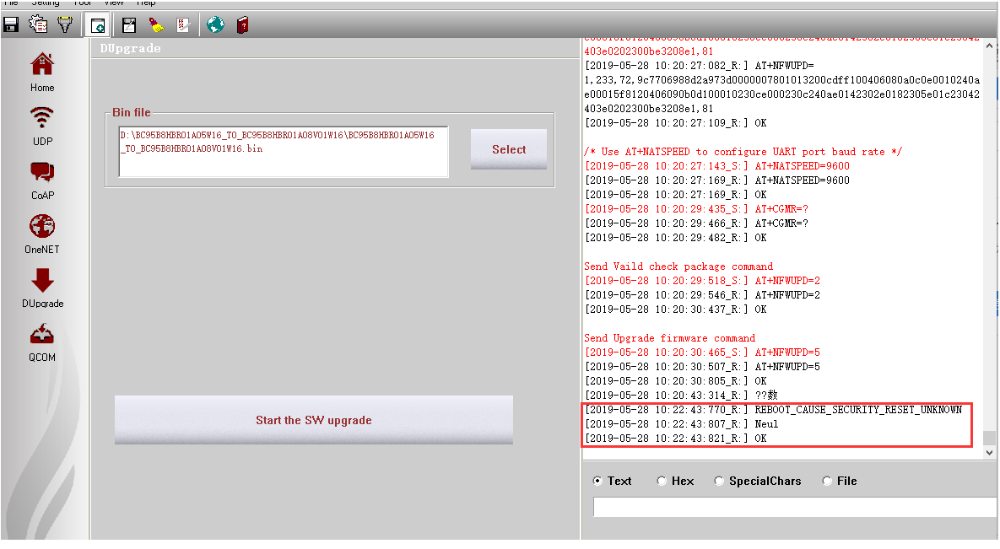 File Setting Tool View Help
Home
UDP
CoAP
OneNET
DUpgrade
QCOM
DUpgrade
Bin file
D:\BC95B8HBR01A05W16_TO_BC95B8HBR01A08V01W16\BC95B8HBR01A05W16
_TO_BC95B8HBR01A08V01W16.bin
Select
Start the SW upgrade
403e0202300be3208e1,81
[2019-05-28 10:20:27:082_R:] AT+NFWUPD=
1,233,72,9c7706988d2a973d0000007801013200cdff100406080a0c0e0010240a
e00015f8120406090b0d100010230ce000230c240ae0142302e0182305e01c23042
403e0202300be3208e1,81
[2019-05-28 10:20:27:109_R:] OK
/* Use AT+NATSPEED to configure UART port baud rate */
[2019-05-28 10:20:27:143_S:] AT+NATSPEED=9600
[2019-05-28 10:20:27:169_R:] AT+NATSPEED=9600
[2019-05-28 10:20:27:169_R:] OK
[2019-05-28 10:20:29:435_S:] AT+CGMR=?
[2019-05-28 10:20:29:466_R:] AT+CGMR=?
[2019-05-28 10:20:29:482_R:] OK
Send Vaild check package command
[2019-05-28 10:20:29:518_S:] AT+NFWUPD=2
[2019-05-28 10:20:29:546_R:] AT+NFWUPD=2
[2019-05-28 10:20:30:437_R:] OK
Send Upgrade firmware command
[2019-05-28 10:20:30:465_S:] AT+NFWUPD=5
[2019-05-28 10:20:30:507_R:] AT+NFWUPD=5
[2019-05-28 10:20:30:805_R:] OK
[2019-05-28 10:20:43:314_R:] ??数
[2019-05-28 10:22:43:770_R:] REBOOT_CAUSE_SECURITY_RESET_UNKNOWN
[2019-05-28 10:22:43:807_R:] Neul
[2019-05-28 10:22:43:821_R:] OK
Text Hex SpecialChars File